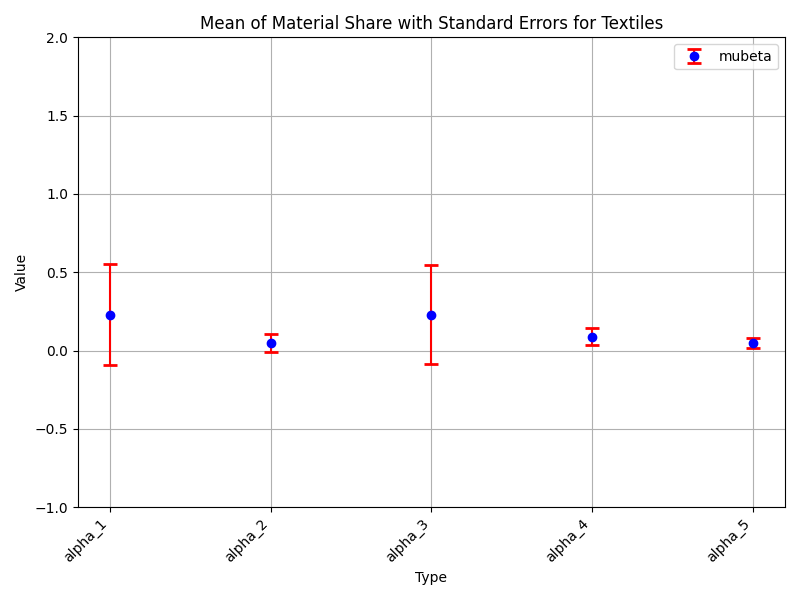 Mean of Material Share with Standard Errors for Textiles
2.0
mubeta
1.5
1.0
Value
0.5
0.0
−0.5
−1.0
alpha_1
alpha_2
alpha_3
alpha_4
alpha_5
Type